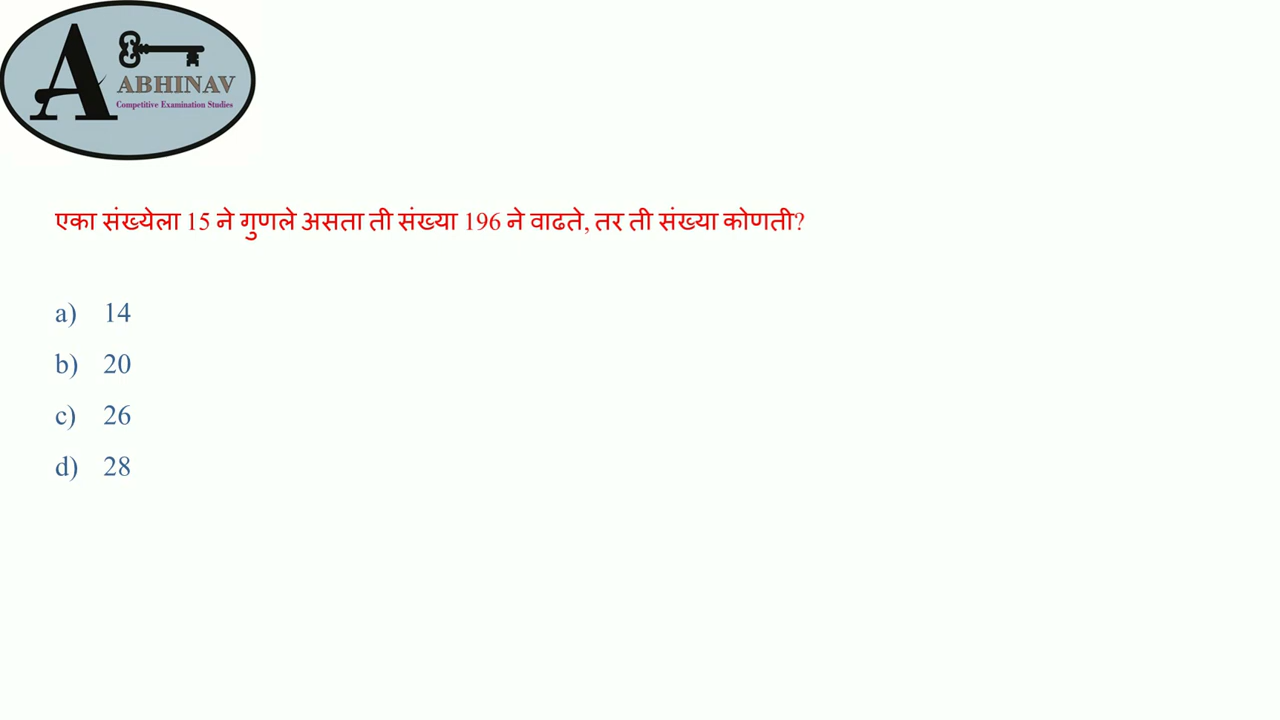 A
ABHINAV
Competitive Examination Studies
एका संख्येला 15 ने गुणले असता ती संख्या 196 ने वाढते, तर ती संख्या कोणती?
a) 14
b) 20
c) 26
d) 28